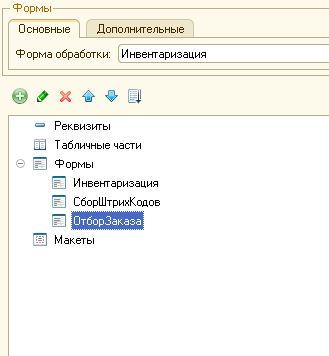 Формы
Основные Дополнительные
Форма обработки: Инвентаризация
Реквизиты
Табличные части
Формы
Инвентаризация
СборШтрихКодов
ОтборЗаказа
Макеты